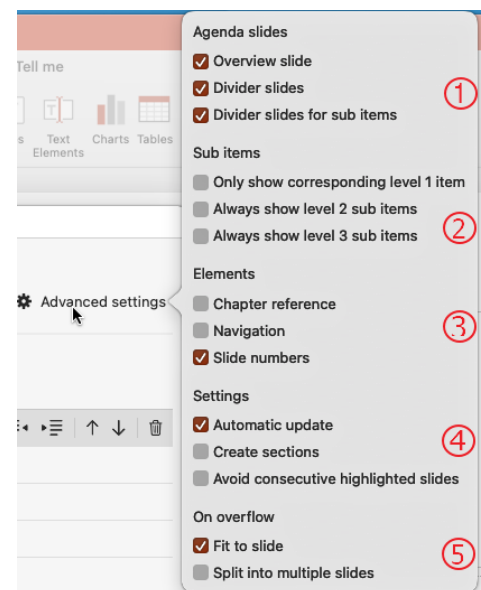 Agenda slides
Overview slide
Divider slides
Divider slides for sub items
①
Sub items
Only show corresponding level 1 item
Always show level 2 sub items
Always show level 3 sub items
②
Elements
Chapter reference
Navigation
Slide numbers
③
Settings
Automatic update
Create sections
Avoid consecutive highlighted slides
④
On overflow
Fit to slide
Split into multiple slides
⑤
Tell me
s
Text
Elements
Charts
Tables
Advanced settings